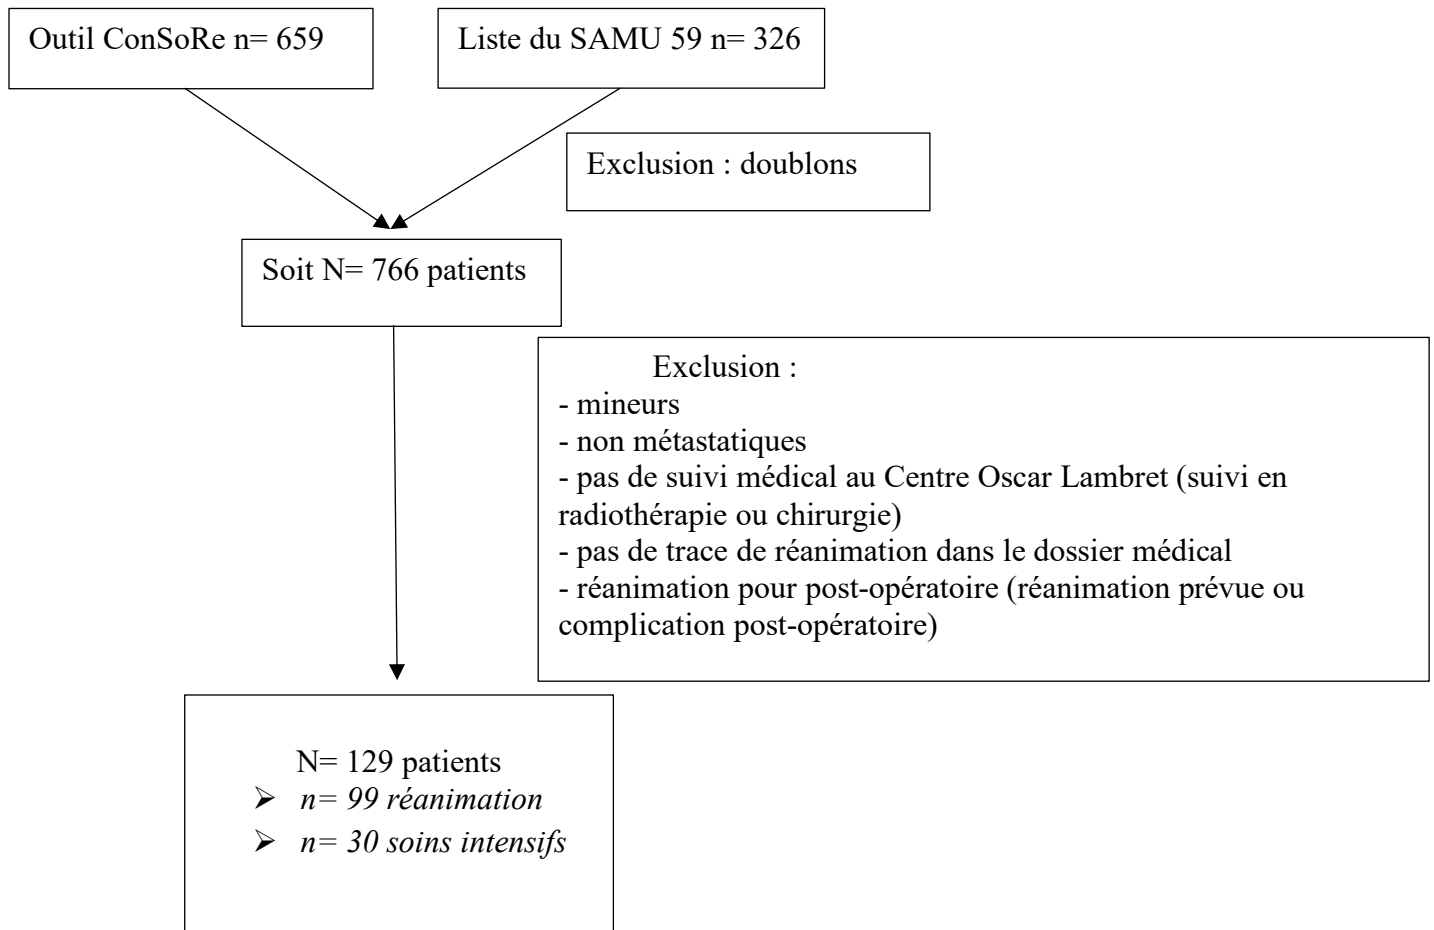 Outil ConSoRe n= 659
Liste du SAMU 59 n= 326
Exclusion : doublons
Soit N= 766 patients
Exclusion :
- mineurs
- non métastatiques
- pas de suivi médical au Centre Oscar Lambret (suivi en
radiothérapie ou chirurgie)
- pas de trace de réanimation dans le dossier médical
- réanimation pour post-opératoire (réanimation prévue ou
complication post-opératoire)
N= 129 patients
➢ n= 99 réanimation
➢ n= 30 soins intensifs